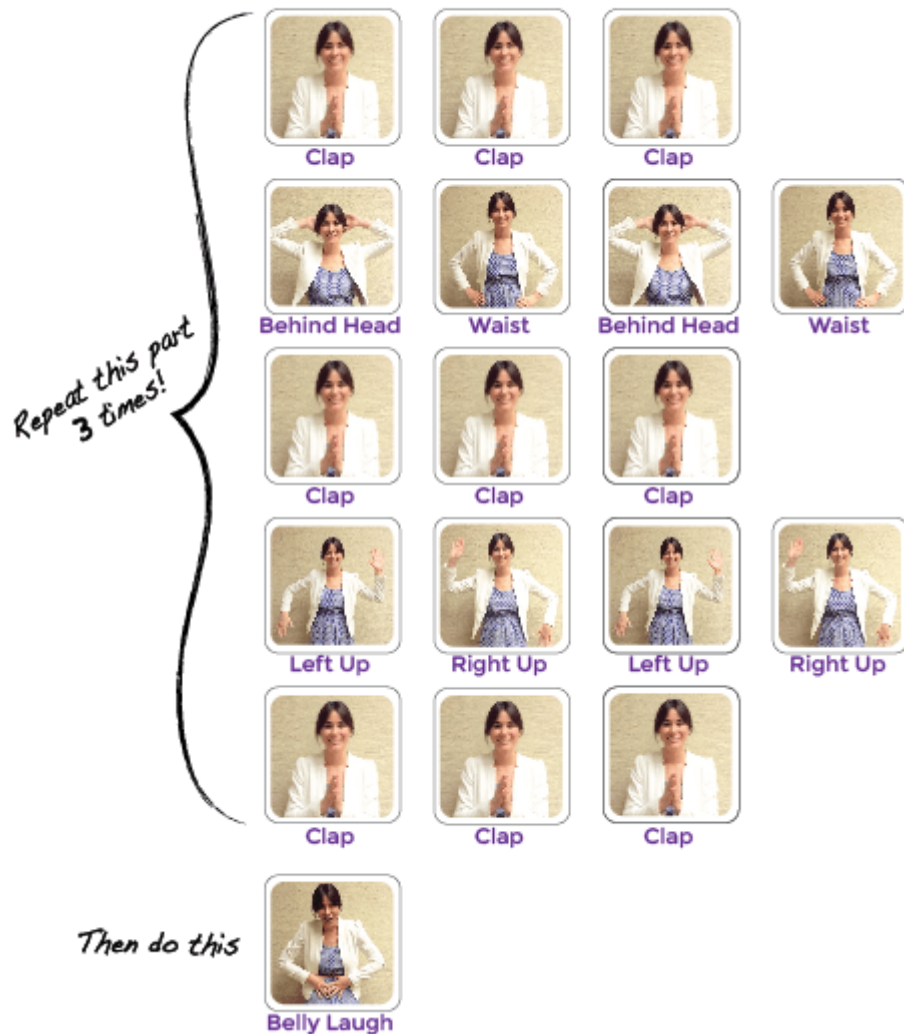 Clap Clap Clap
Behind Head Waist Behind Head Waist
Repeat this part
3 times!
Clap Clap Clap
Left Up Right Up Left Up Right Up
Clap Clap Clap
Then do this
Belly Laugh